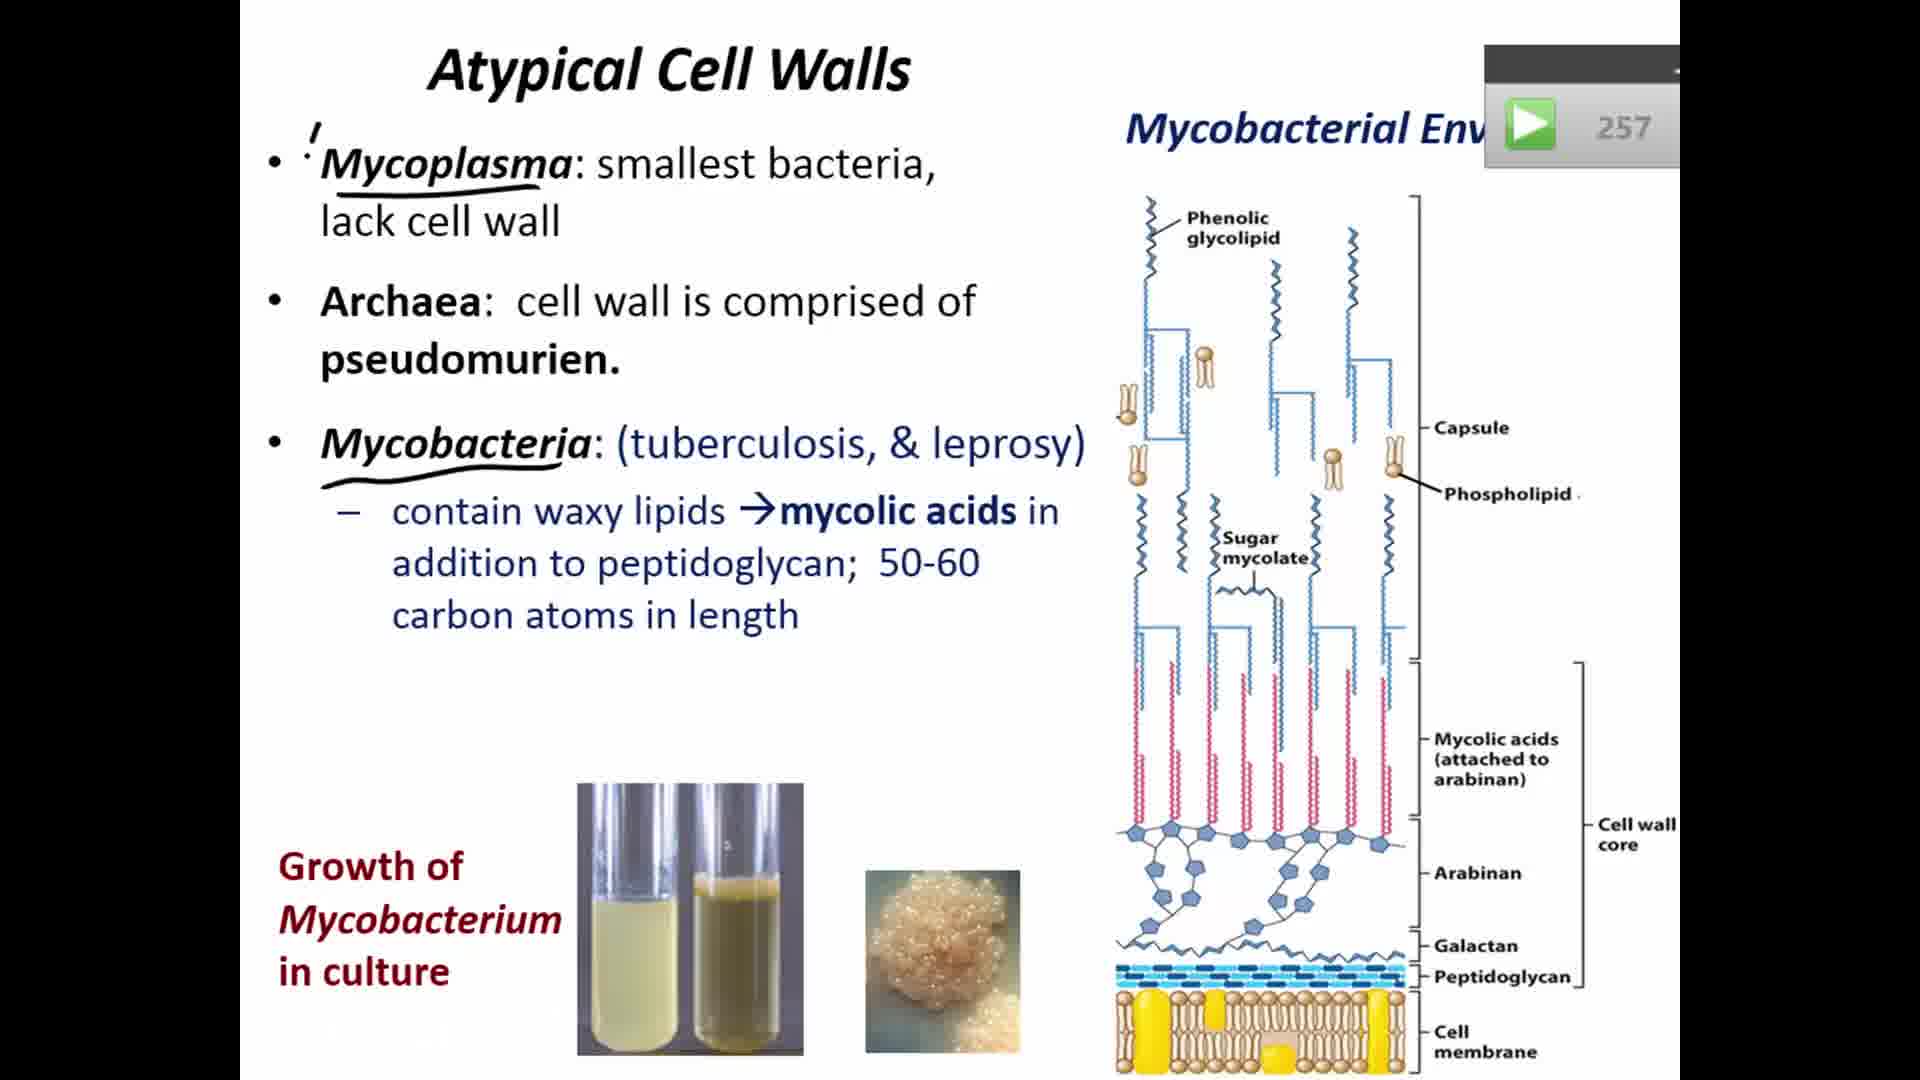 Atypical Cell Walls
• Mycoplasma: smallest bacteria,
lack cell wall
• Archaea: cell wall is comprised of
pseudomurien.
• Mycobacteria: (tuberculosis, & leprosy)
– contain waxy lipids →mycolic acids in
addition to peptidoglycan; 50-60
carbon atoms in length
Growth of
Mycobacterium
in culture
Mycobacterial Env
257
Phenolic
glycolipid
Capsule
Phospholipid
Sugar
mycolate
Mycolic acids
(attached to
arabinan)
Cell wall
core
Arabinan
Galactan
Peptidoglycan
Cell
membrane